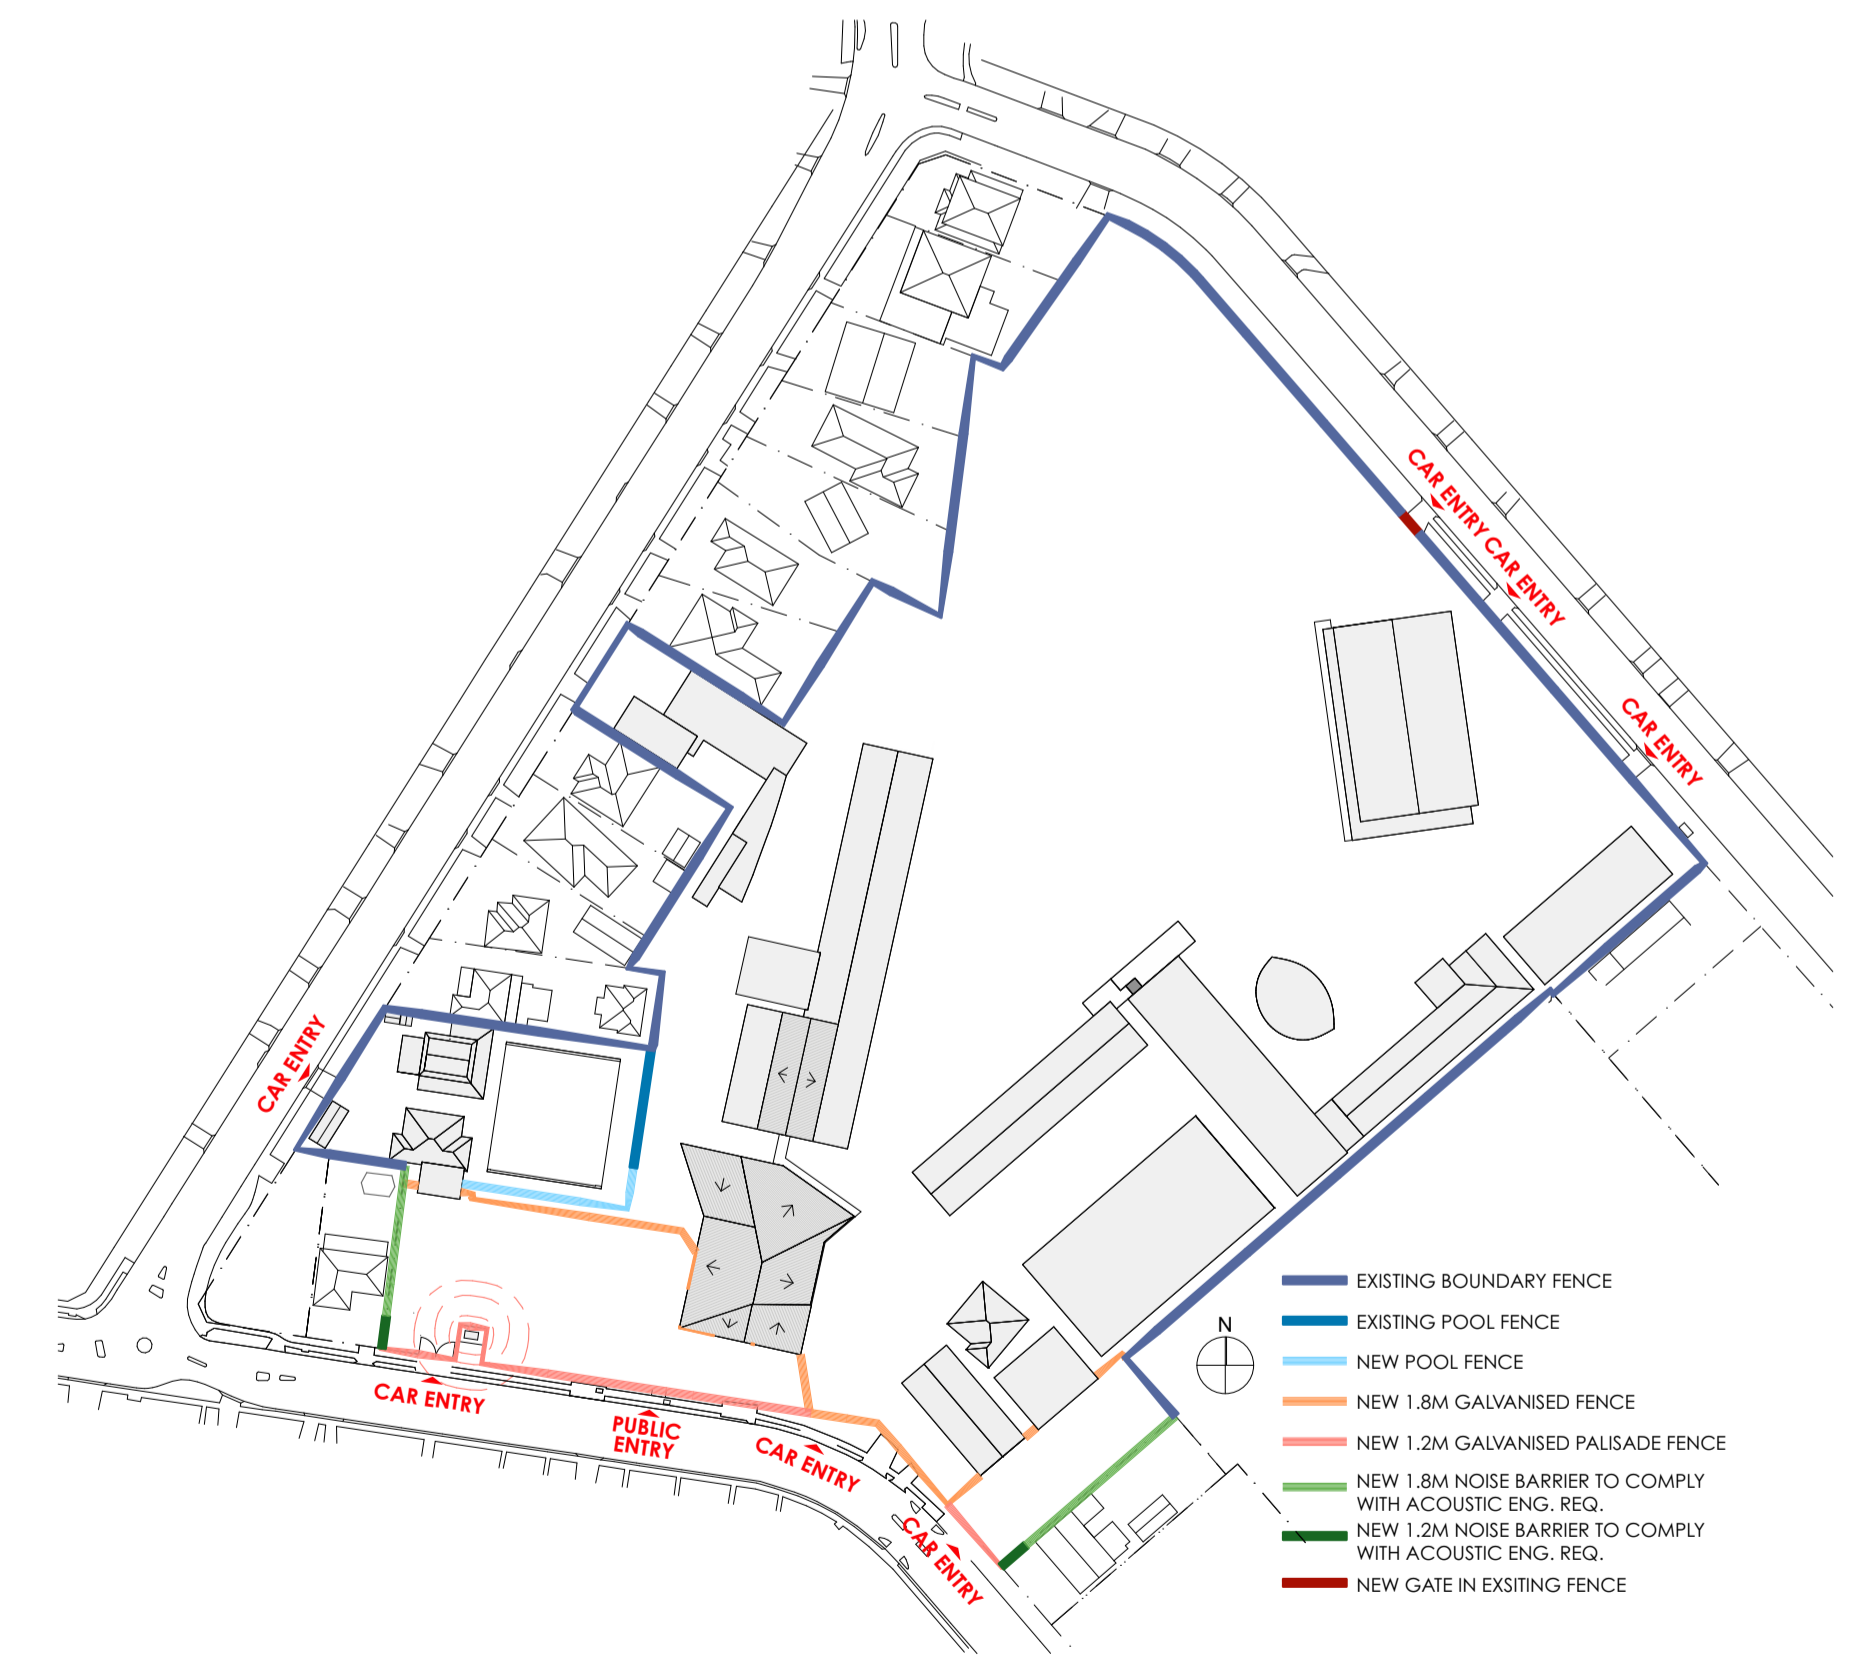 CAR ENTRY
CAR ENTRY
CAR ENTRY
CAR ENTRY
CAR ENTRY
PUBLIC
ENTRY
CAR ENTRY
CAR ENTRY
N
EXISTING BOUNDARY FENCE
EXISTING POOL FENCE
NEW POOL FENCE
NEW 1.8M GALVANISED FENCE
NEW 1.2M GALVANISED PALISADE FENCE
NEW 1.8M NOISE BARRIER TO COMPLY
WITH ACOUSTIC ENG. REQ.
NEW 1.2M NOISE BARRIER TO COMPLY
WITH ACOUSTIC ENG. REQ.
NEW GATE IN EXSITING FENCE